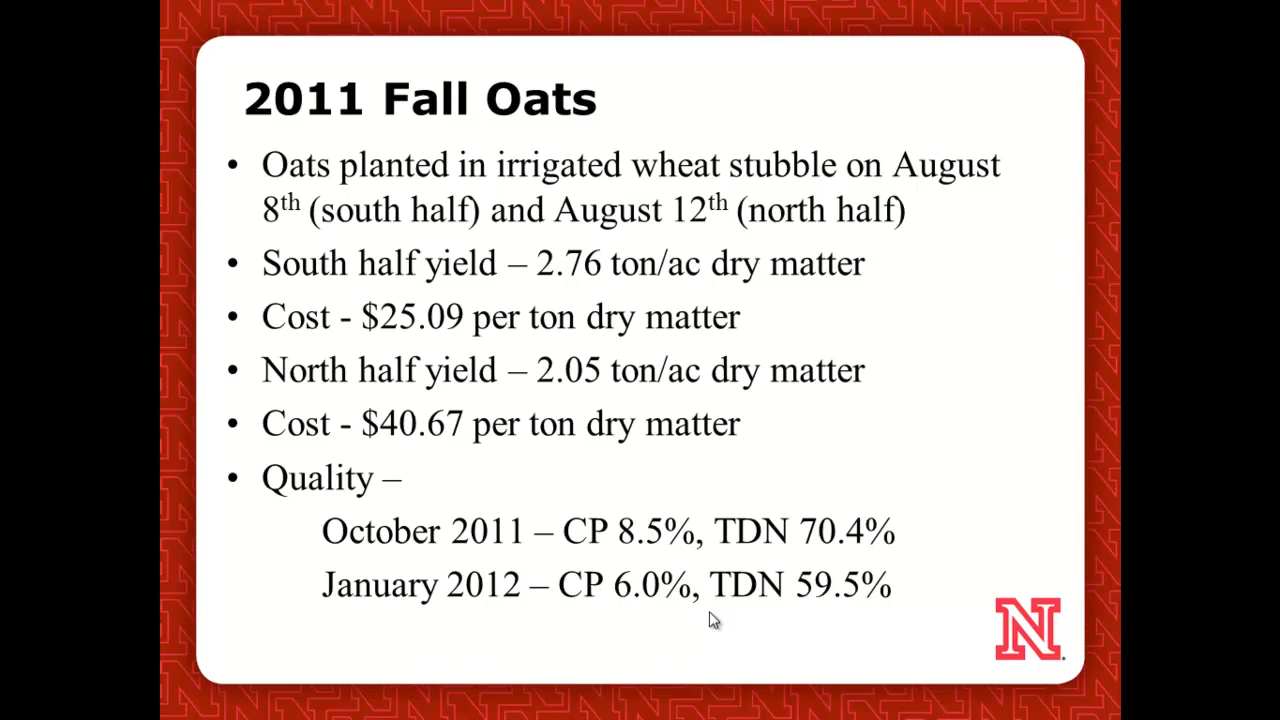 2011 Fall Oats
• Oats planted in irrigated wheat stubble on August
8th (south half) and August 12th (north half)
• South half yield – 2.76 ton/ac dry matter
• Cost - $25.09 per ton dry matter
• North half yield – 2.05 ton/ac dry matter
• Cost - $40.67 per ton dry matter
• Quality –
October 2011 – CP 8.5%, TDN 70.4%
January 2012 – CP 6.0%, TDN 59.5%
N.